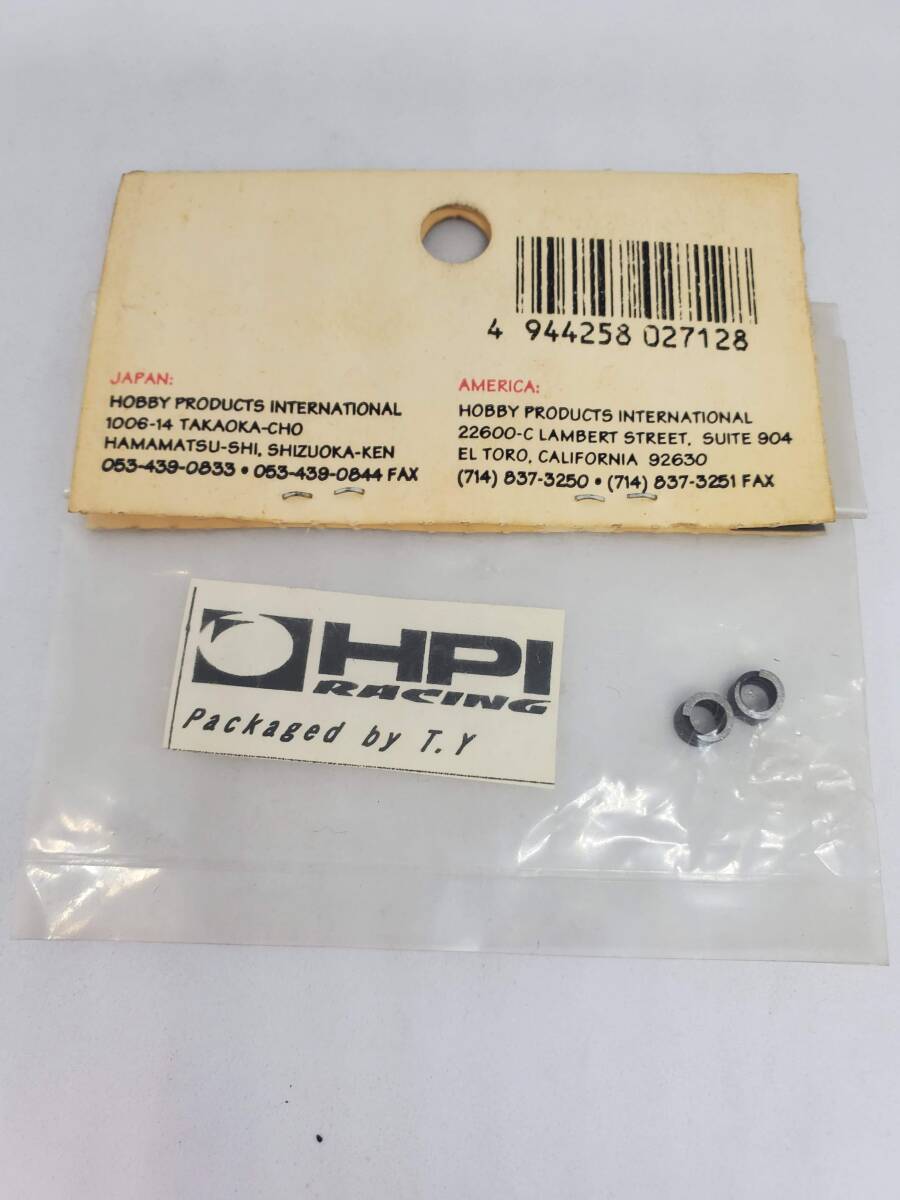 4 944258 027128
JAPAN:
HOBBY PRODUCTS INTERNATIONAL
1006-14 TAKAOKA-CHO
HAMAMATSU-SHI, SHIZUOKA-KEN
053-439-0833 • 053-439-0844 FAX
AMERICA:
HOBBY PRODUCTS INTERNATIONAL
22600-C LAMBERT STREET, SUITE 904
EL TORO, CALIFORNIA 92630
(714) 837-3250 • (714) 837-3251 FAX
HPI
RACING
Packaged by T.Y